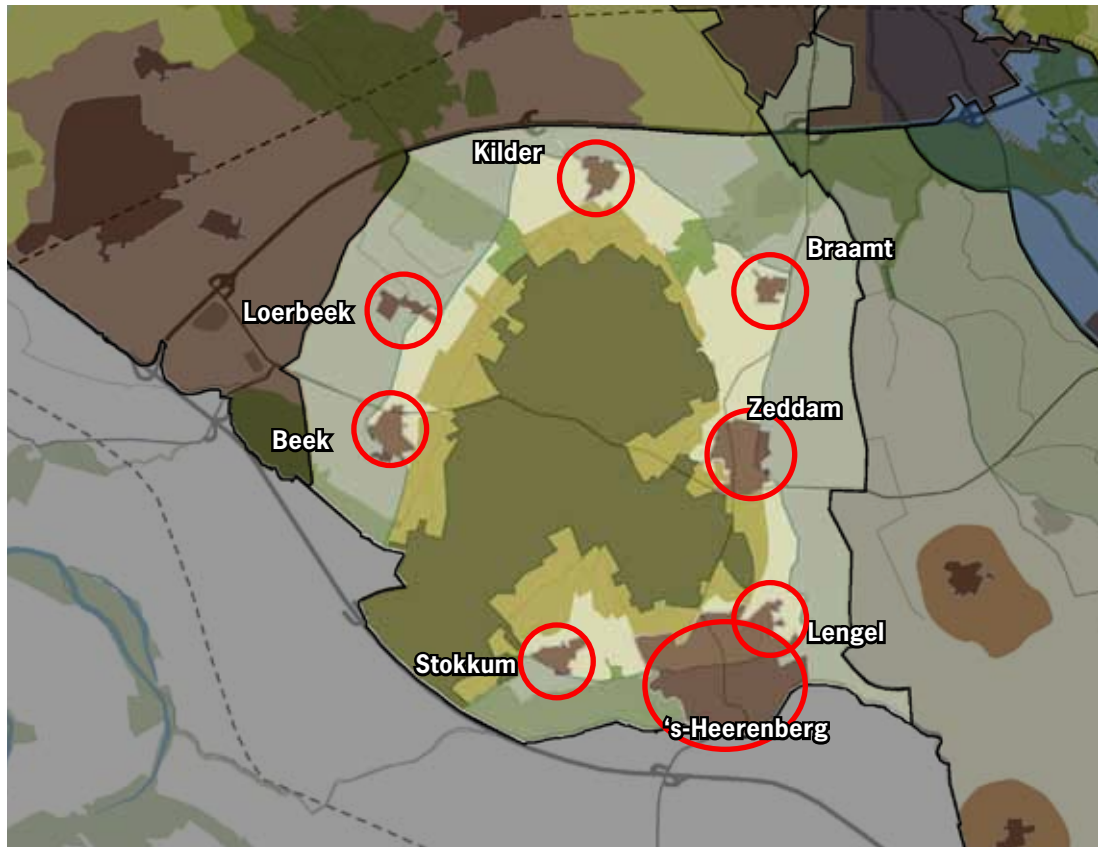 Kilder
Braamt
Loerbeek
Zeddam
Beek
Lengel
Stokkum
‘s-Heerenberg